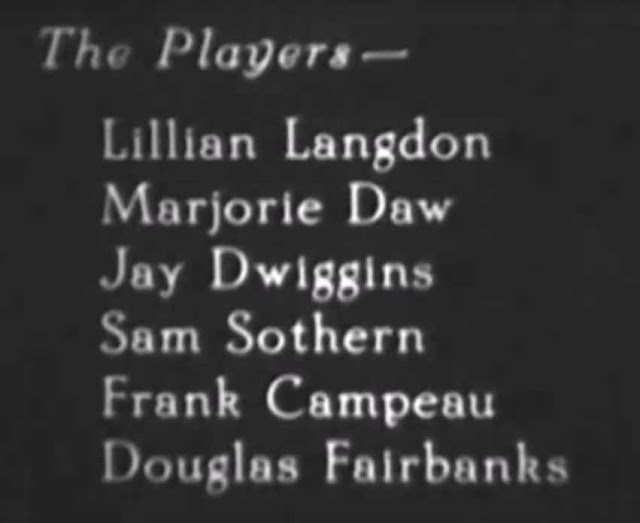 The Players—
Lillian Langdon
Marjorie Daw
Jay Dwiggins
Sam Sothern
Frank Campeau
Douglas Fairbanks